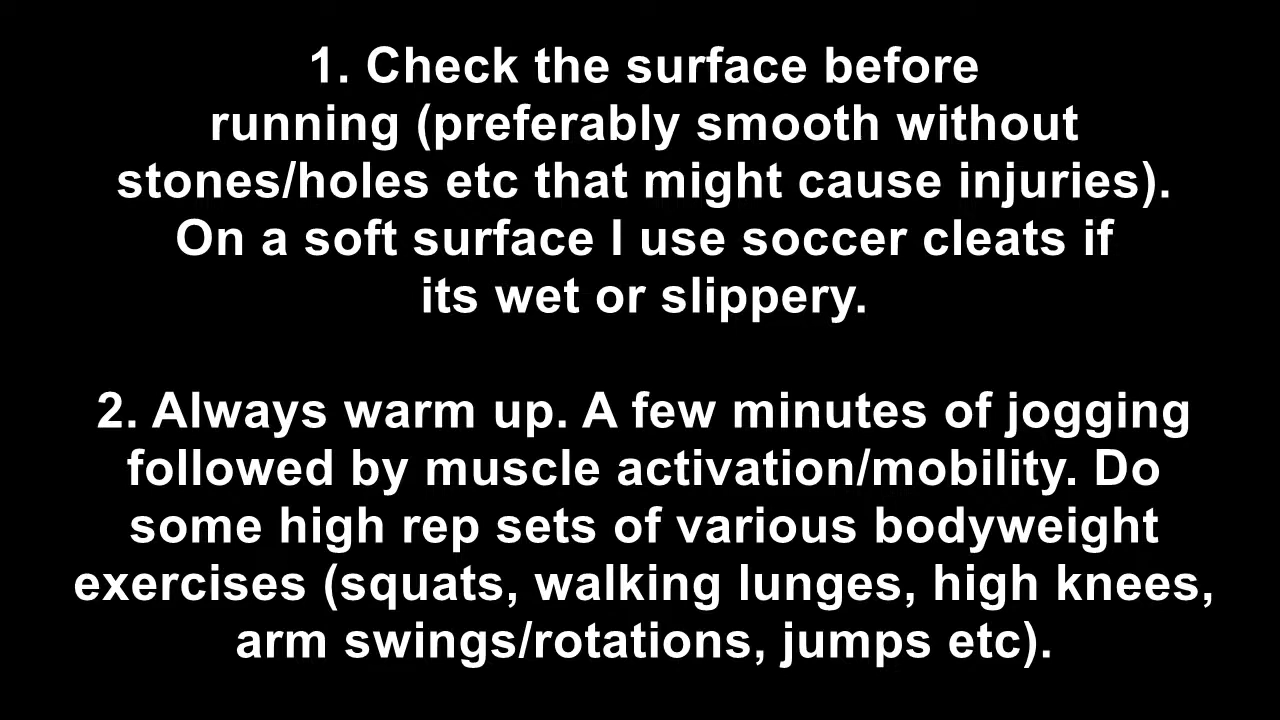 1. Check the surface before
running (preferably smooth without
stones/holes etc that might cause injuries).
On a soft surface I use soccer cleats if
its wet or slippery.
2. Always warm up. A few minutes of jogging
followed by muscle activation/mobility. Do
some high rep sets of various bodyweight
exercises (squats, walking lunges, high knees,
arm swings/rotations, jumps etc).